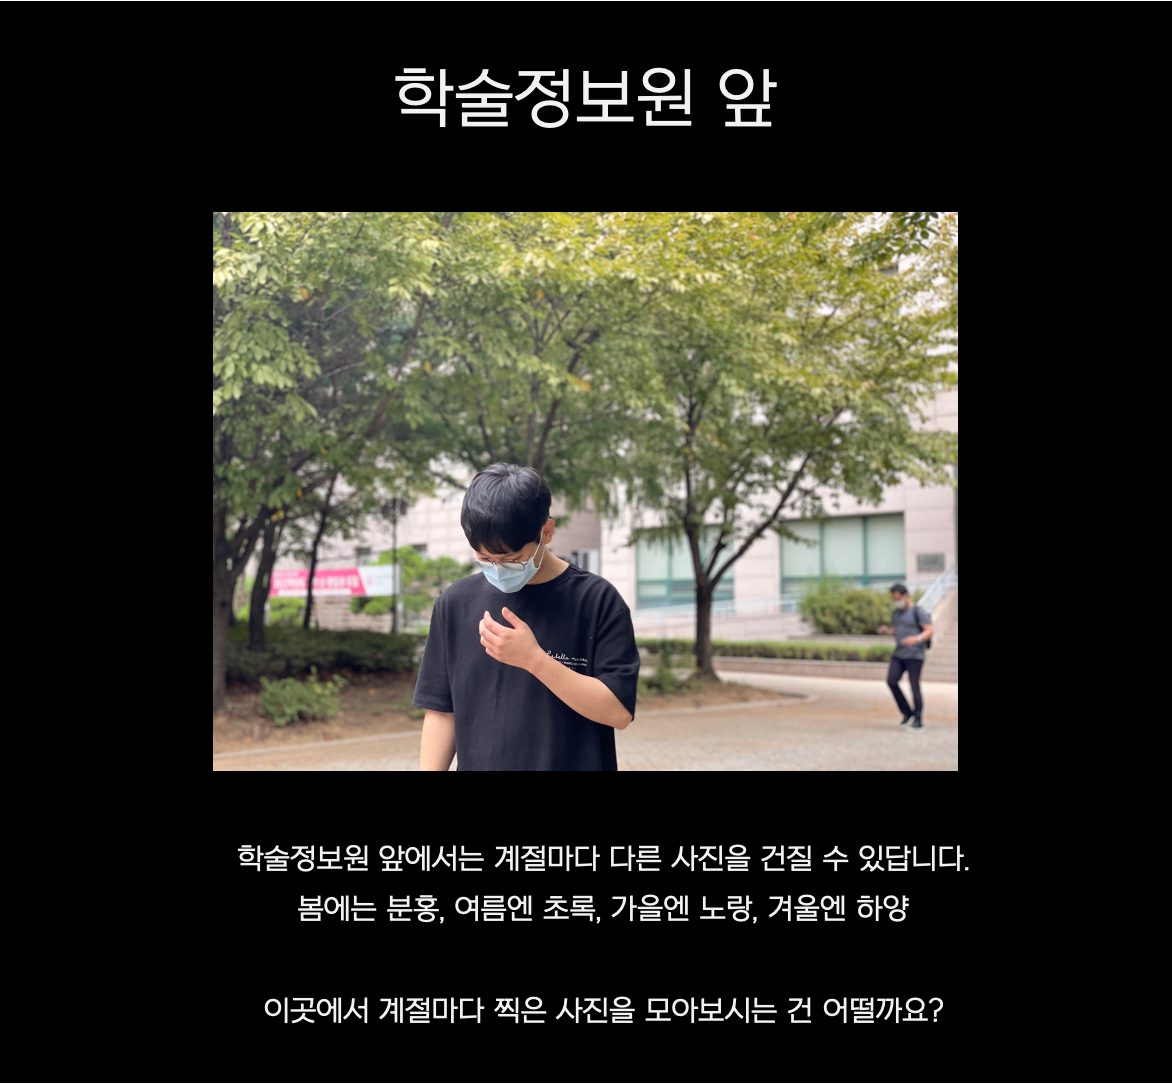 학술정보원 앞
학술정보원 앞에서는 계절마다 다른 사진을 건질 수 있답니다.
봄에는 분홍, 여름엔 초록, 가을엔 노랑, 겨울엔 하양
이곳에서 계절마다 찍은 사진을 모아보시는 건 어떨까요?